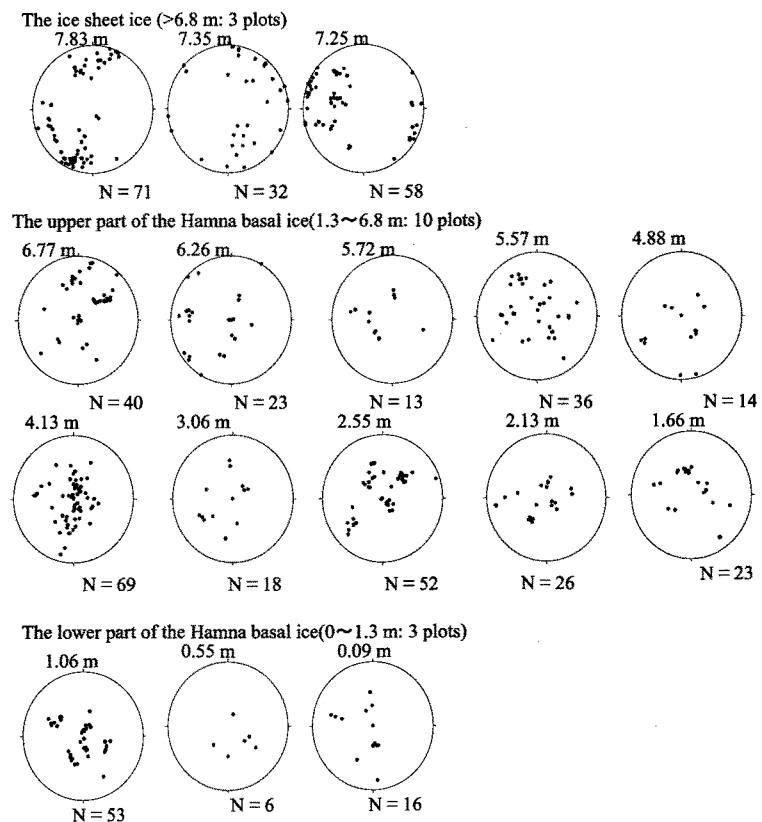 The ice sheet ice (>6.8 m: 3 plots)
7.83 m 7.35 m 7.25 m
N = 71 N = 32 N = 58
The upper part of the Hamna basal ice(1.3～6.8 m: 10 plots)
6.77 m 6.26 m 5.72 m 5.57 m 4.88 m
N = 40 N = 23 N = 13 N = 36 N = 14
4.13 m 3.06 m 2.55 m 2.13 m 1.66 m
N = 69 N = 18 N = 52 N = 26 N = 23
The lower part of the Hamna basal ice(0～1.3 m: 3 plots)
1.06 m 0.55 m 0.09 m
N = 53 N = 6 N = 16